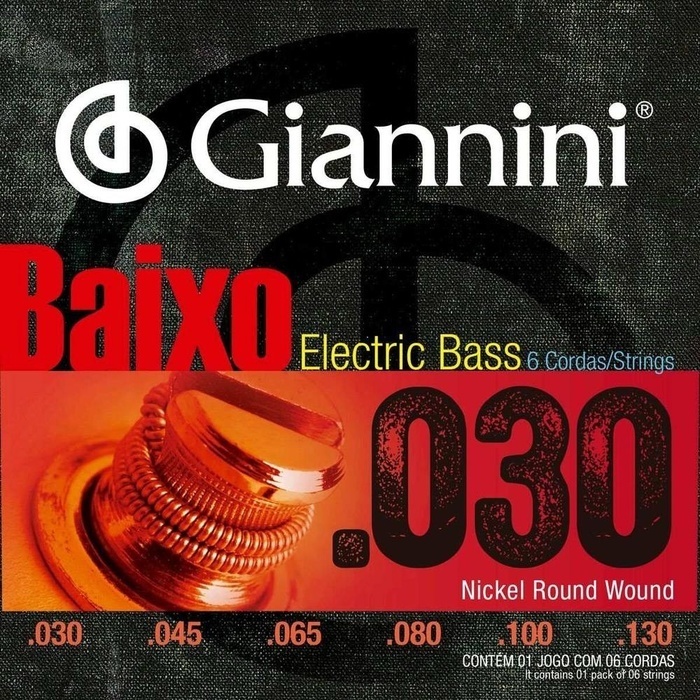 Giannini®
Baixo
Electric Bass 6 Cordas/Strings
.030
Nickel Round Wound
.030 .045 .065 .080 .100 .130
CONTÉM 01 JOGO COM 06 CORDAS
It contains 01 pack of 06 strings